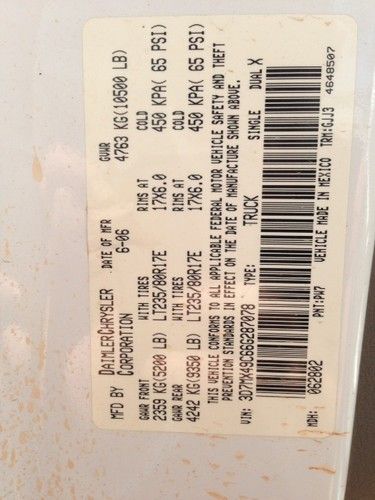 MFD BY DAIMLERCHRYSLER CORPORATION DATE OF MFR 6-06 GVWR 4763 KG(10500 LB)
GAWR FRONT WITH TIRES RIMS AT COLD
2359 KG(5200 LB) LT235/80R17E 17X6.0 450 KPA( 65 PSI)
GAWR REAR WITH TIRES RIMS AT COLD
4242 KG(9350 LB) LT235/80R17E 17X6.0 450 KPA( 65 PSI)
THIS VEHICLE CONFORMS TO ALL APPLICABLE FEDERAL MOTOR VEHICLE SAFETY AND THEFT
PREVENTION STANDARDS IN EFFECT ON THE DATE OF MANUFACTURE SHOWN ABOVE.
VIN: 3D7MX49C66G287078 TYPE: TRUCK SINGLE DUAL X
MDH: 062802 PNT:PW7 VEHICLE MADE IN MEXICO TRM:GJJ3 4648507